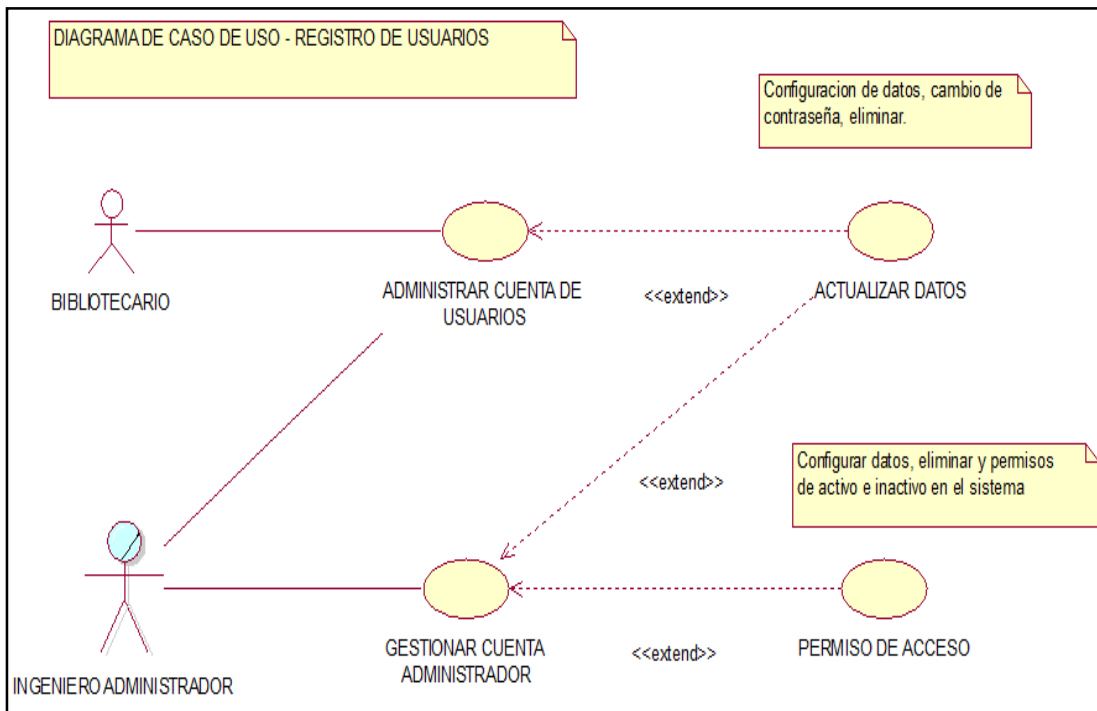 DIAGRAMA DE CASO DE USO - REGISTRO DE USUARIOS
Configuracion de datos, cambio de
contraseña, eliminar.
BIBLIOTECARIO
ADMINISTRAR CUENTA DE
USUARIOS
<<extend>>
ACTUALIZAR DATOS
<<extend>>
Configurar datos, eliminar y permisos
de activo e inactivo en el sistema
INGENIERO ADMINISTRADOR
GESTIONAR CUENTA
ADMINISTRADOR
<<extend>>
PERMISO DE ACCESO